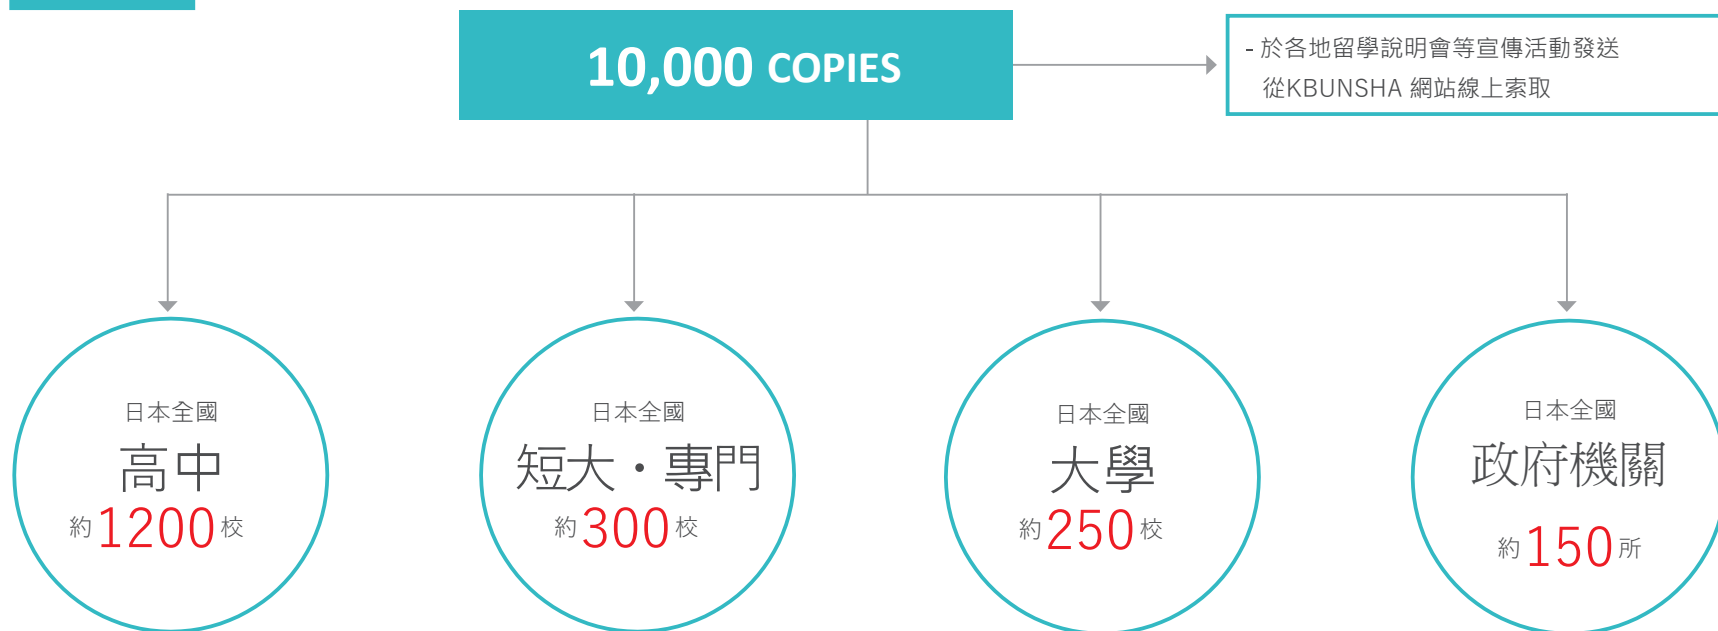 10,000 COPIES
- 於各地留學說明會等宣傳活動發送
從KBUNSHA 網站線上索取
日本全國
高中
約1200校
日本全國
短大・專門
約300校
日本全國
大學
約250校
日本全國
政府機關
約150所